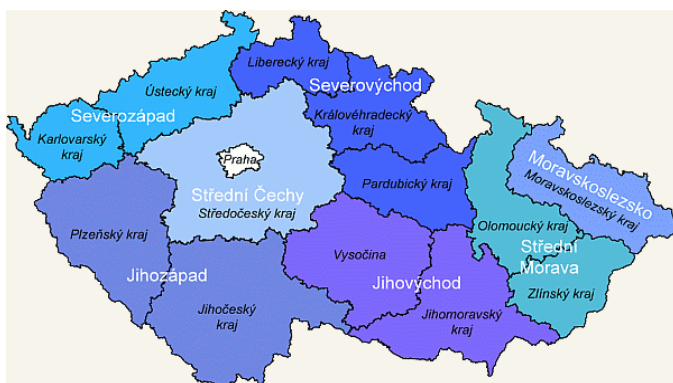 Liberecký kraj
Ústecký kraj
Severovýchod
Severozápad
Královéhradecký
kraj
Karlovarský
kraj
Praha
Moravskoslezsko
Moravskoslezský kraj
Střední Čechy
Pardubický kraj
Středočeský kraj
Plzeňský kraj
Olomoucký kraj
Střední
Morava
Vysočina
Jihozápad
Jihovýchod
Zlínský kraj
Jihočeský
kraj
Jihomoravský
kraj